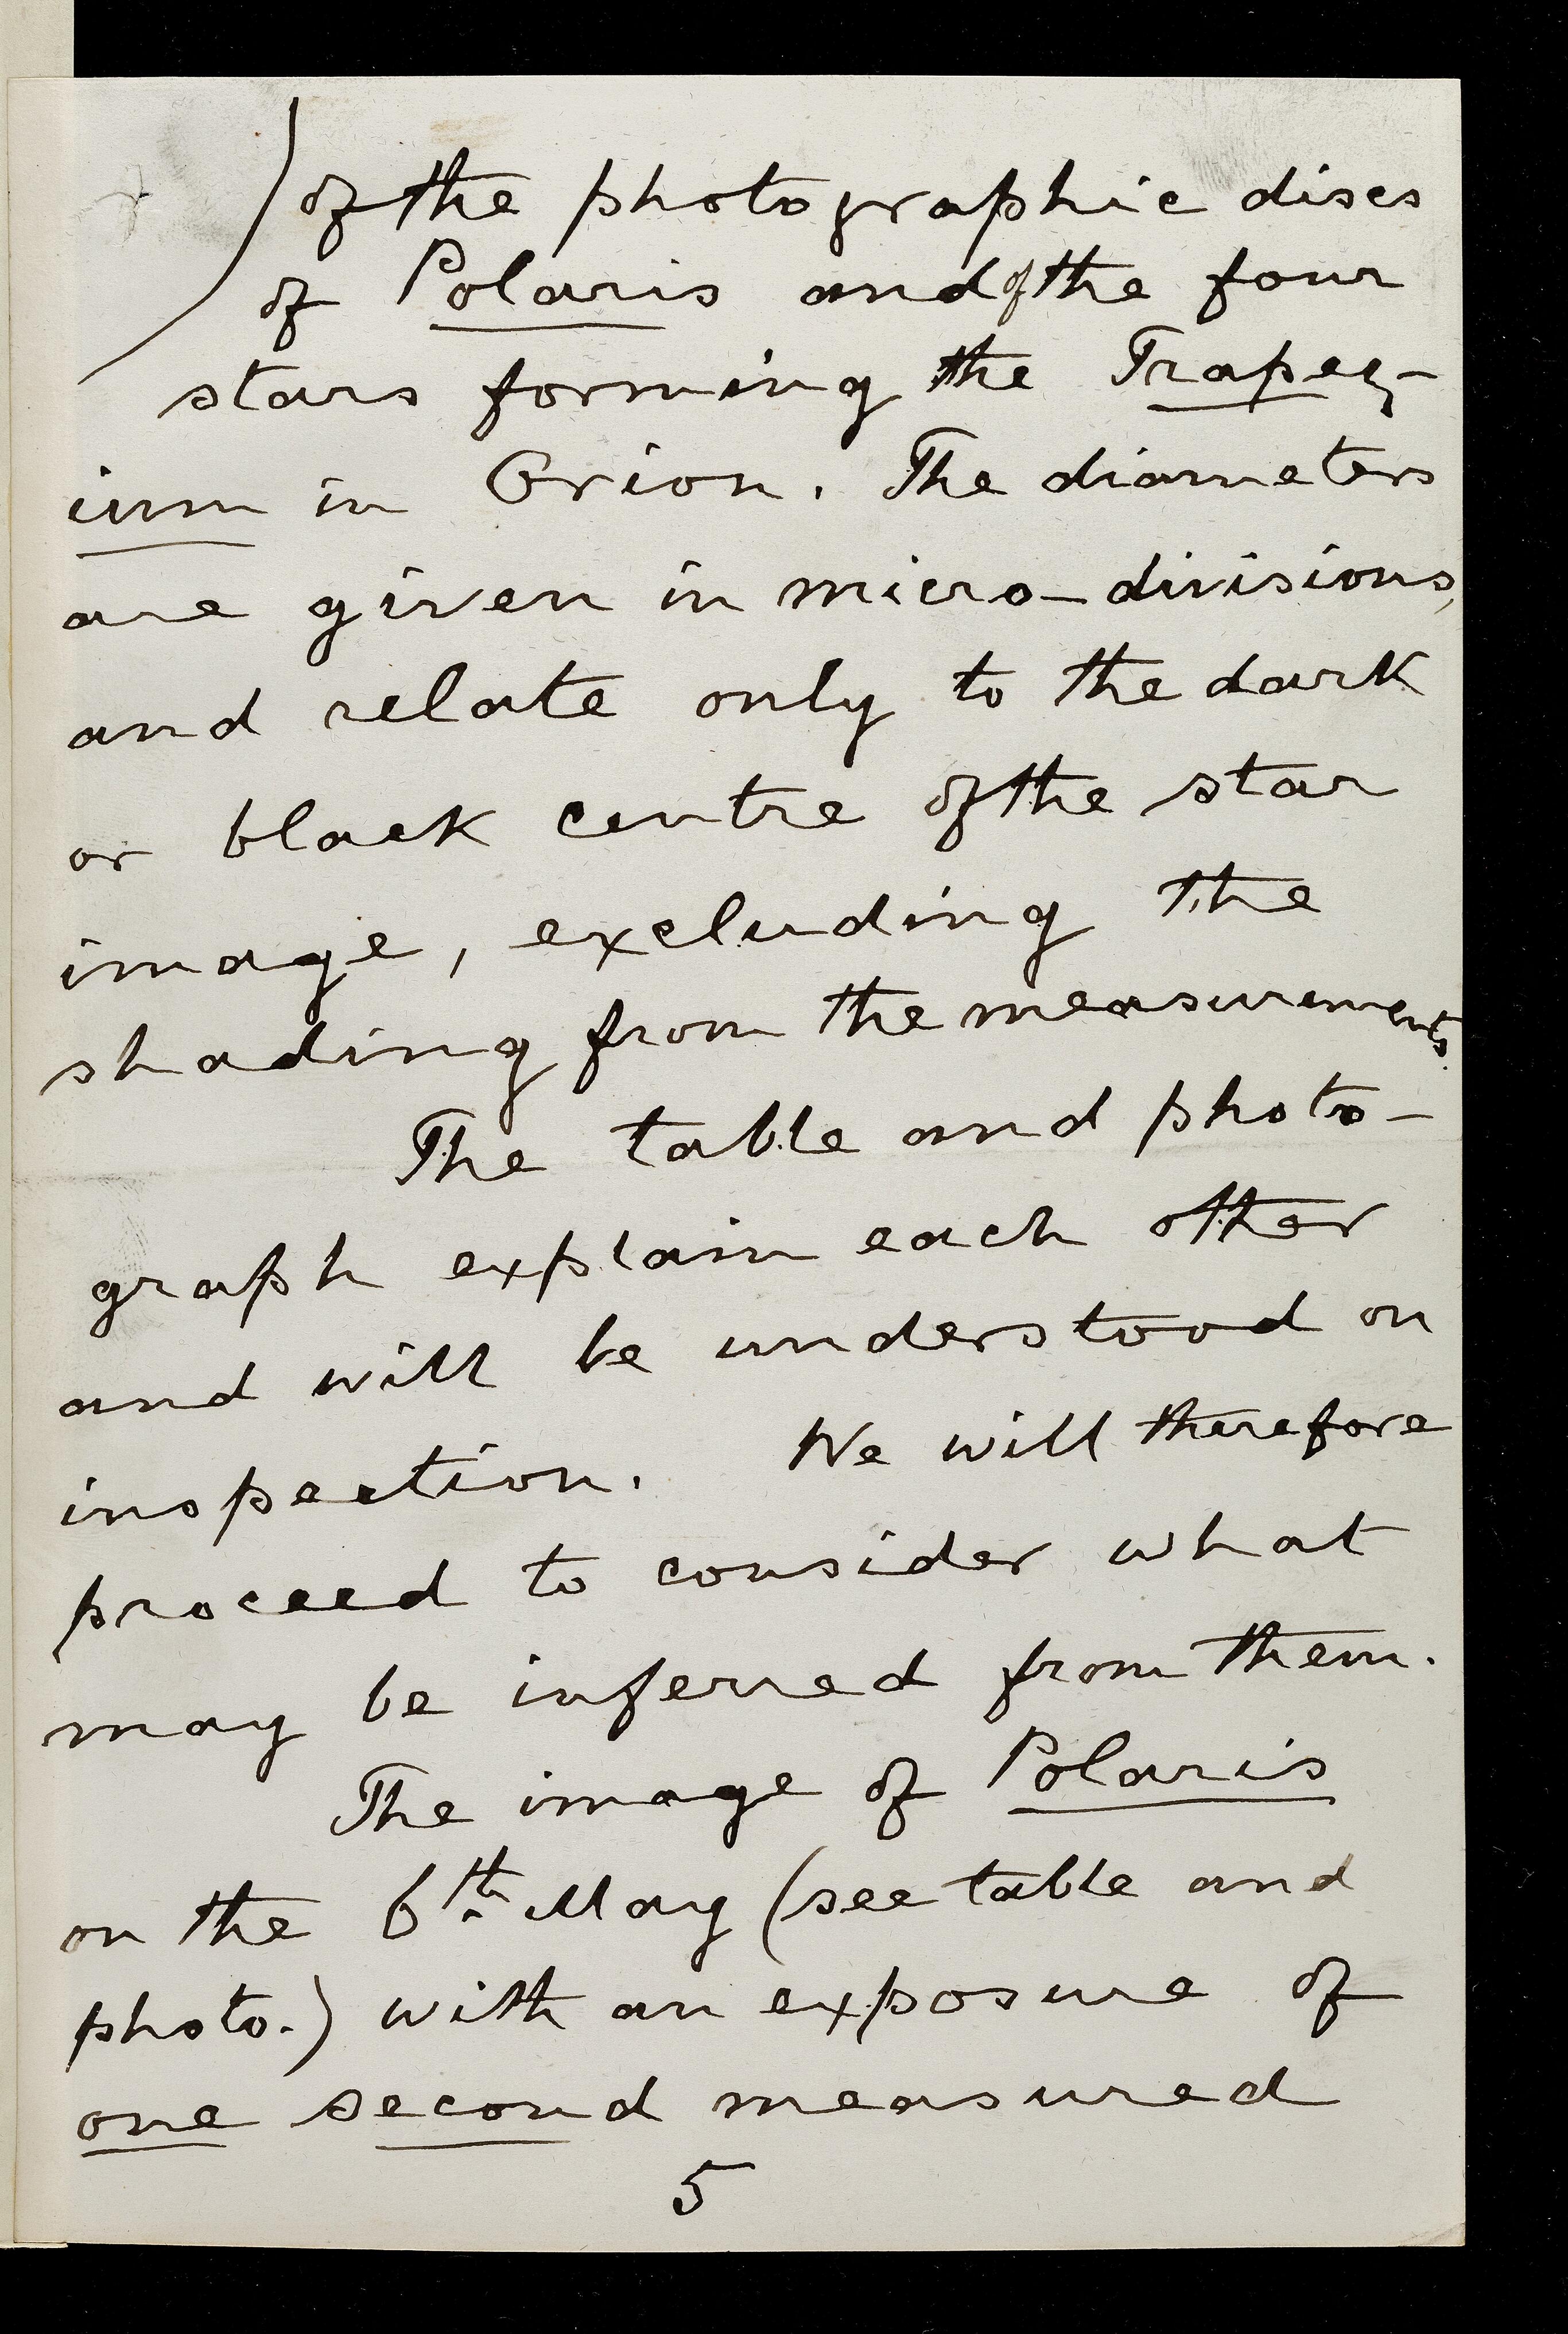 of the photographic discs
of Polaris and of the four
stars forming the Trapez-
ium in Orion. The diameters
are given in micro-divisions,
and relate only to the dark
or black centre of the star
image, excluding the
shading from the measurements.
The table and photo-
graph explain each other
and will be understood on
inspection. We will therefore
proceed to consider what
may be inferred from them.
The image of Polaris
on the 6th May (see table and
photo.) with an exposure of
one second measured
5